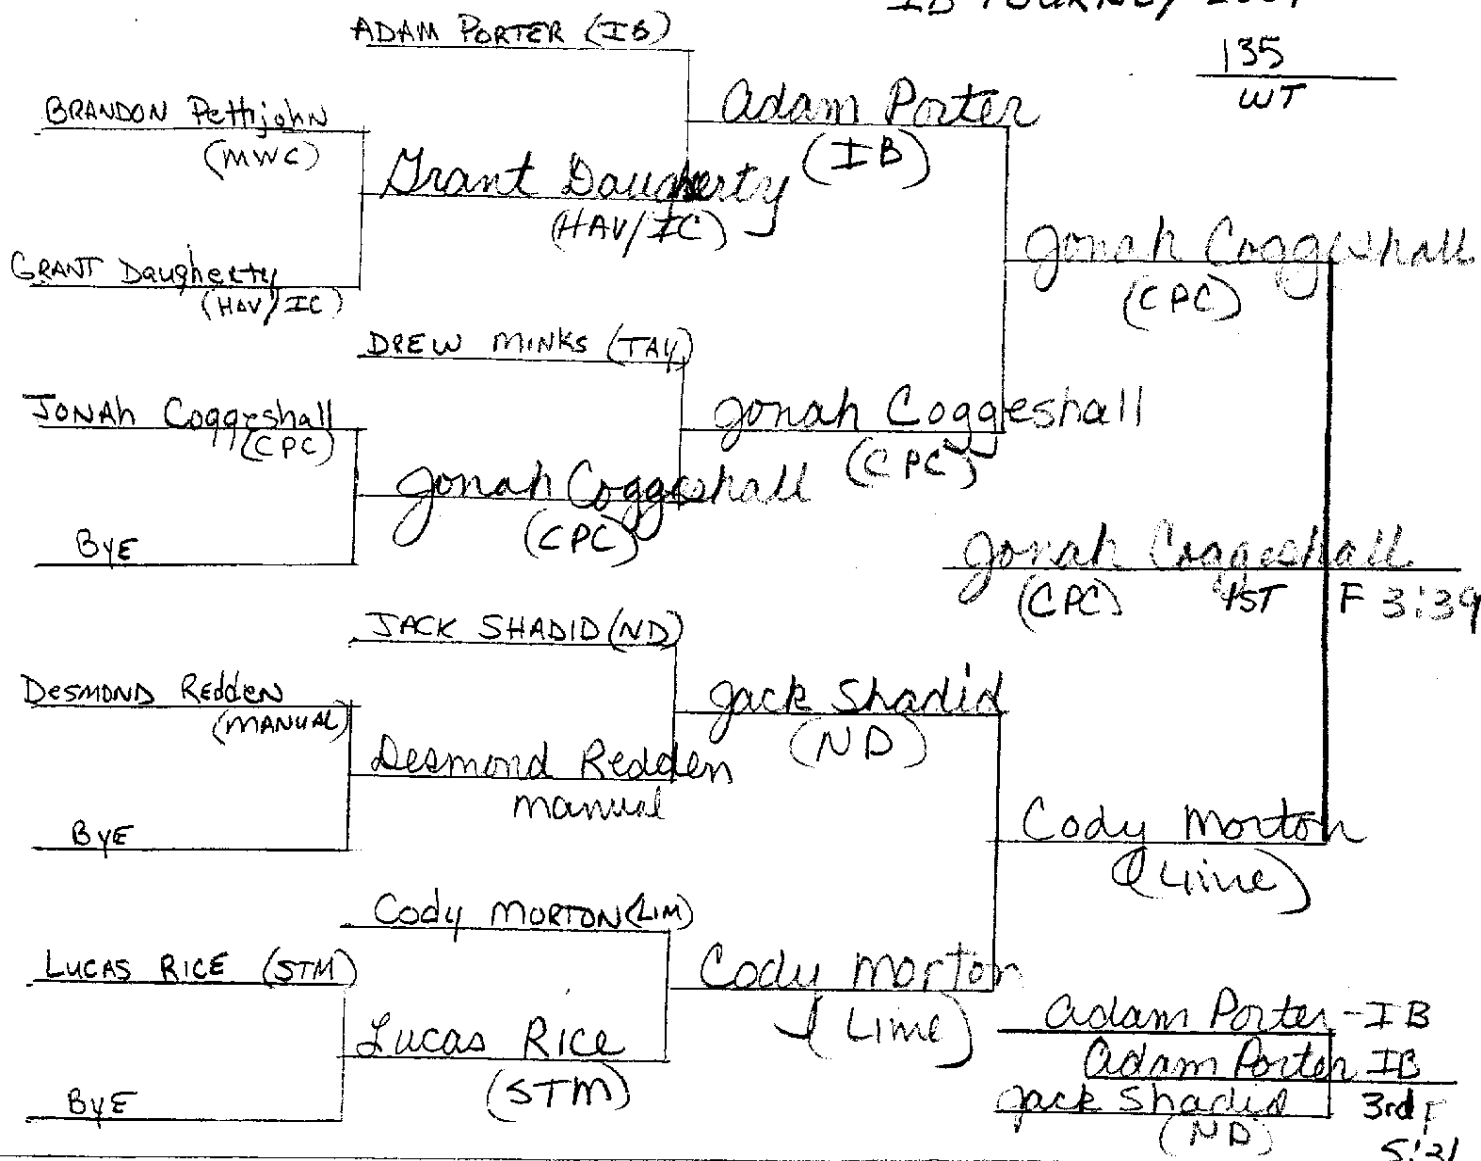 IB TOURNEY
135
WT
ADAM PORTER (IB)
BRANDON Pettijohn
(MWC)
Adam Porter
(IB)
Grant Daugherty
(HAV/IC)
GRANT Daugherty
(HAV/IC)
Jonah Coggeshall
(CPC)
DREW MINKS (TAY)
JONAh Coggeshall
(CPC)
Jonah Coggeshall
(CPC)
Jonah Coggeshall
(CPC)
BYE
Jonah Coggeshall
(CPC) 1ST F 3:39
JACK SHADID (ND)
DESMOND Redden
(MANUAL)
Jack Shadid
(ND)
Desmond Redden
manual
BYE
Cody Morton
(Lime)
Cody MORTON (LIM)
LUCAS RICE (STM)
Cody Morton
(Lime)
Adam Porter - IB
Lucas Rice
(STM)
Adam Porter IB
BYE
Jack Shadid 3rd F
(ND) 5:21